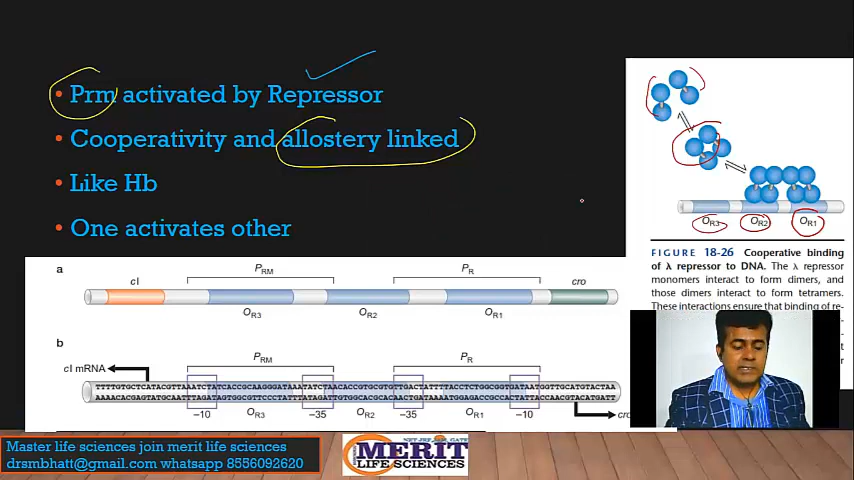 • Prm activated by Repressor
• Cooperativity and allostery linked
• Like Hb
• One activates other
OR3 OR2 OR1
FIGURE 18-26 Cooperative binding
of λ repressor to DNA. The λ repressor
monomers interact to form dimers, and
those dimers interact to form tetramers.
These interactions ensure that binding of re-
a
cI PRM PR cro
OR3 OR2 OR1
b
cI mRNA PRM PR
–10 OR3 –35 OR2 –35 OR1 –10 cro
Master life sciences join merit life sciences
drsmbhatt@gmail.com whatsapp 8556092620
MERIT
LIFE SCIENCES